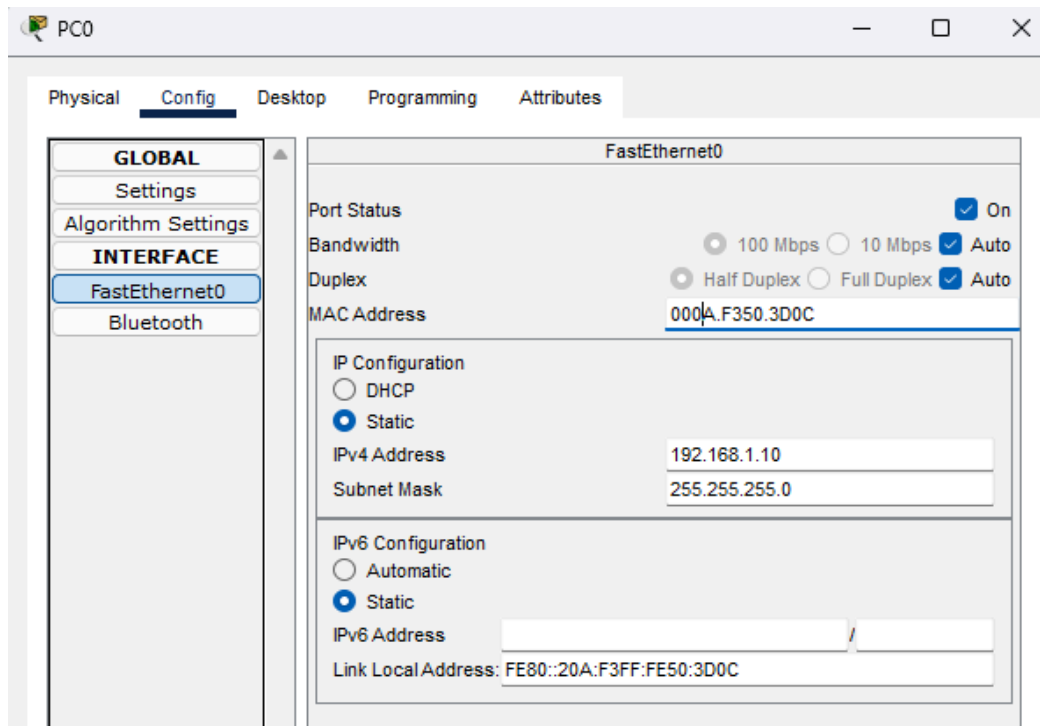 PC0
Physical Config Desktop Programming Attributes
GLOBAL
Settings
Algorithm Settings
INTERFACE
FastEthernet0
Bluetooth
FastEthernet0
Port Status On
Bandwidth 100 Mbps 10 Mbps Auto
Duplex Half Duplex Full Duplex Auto
MAC Address 000A.F350.3D0C
IP Configuration
DHCP
Static
IPv4 Address 192.168.1.10
Subnet Mask 255.255.255.0
IPv6 Configuration
Automatic
Static
IPv6 Address /
Link Local Address: FE80::20A:F3FF:FE50:3D0C